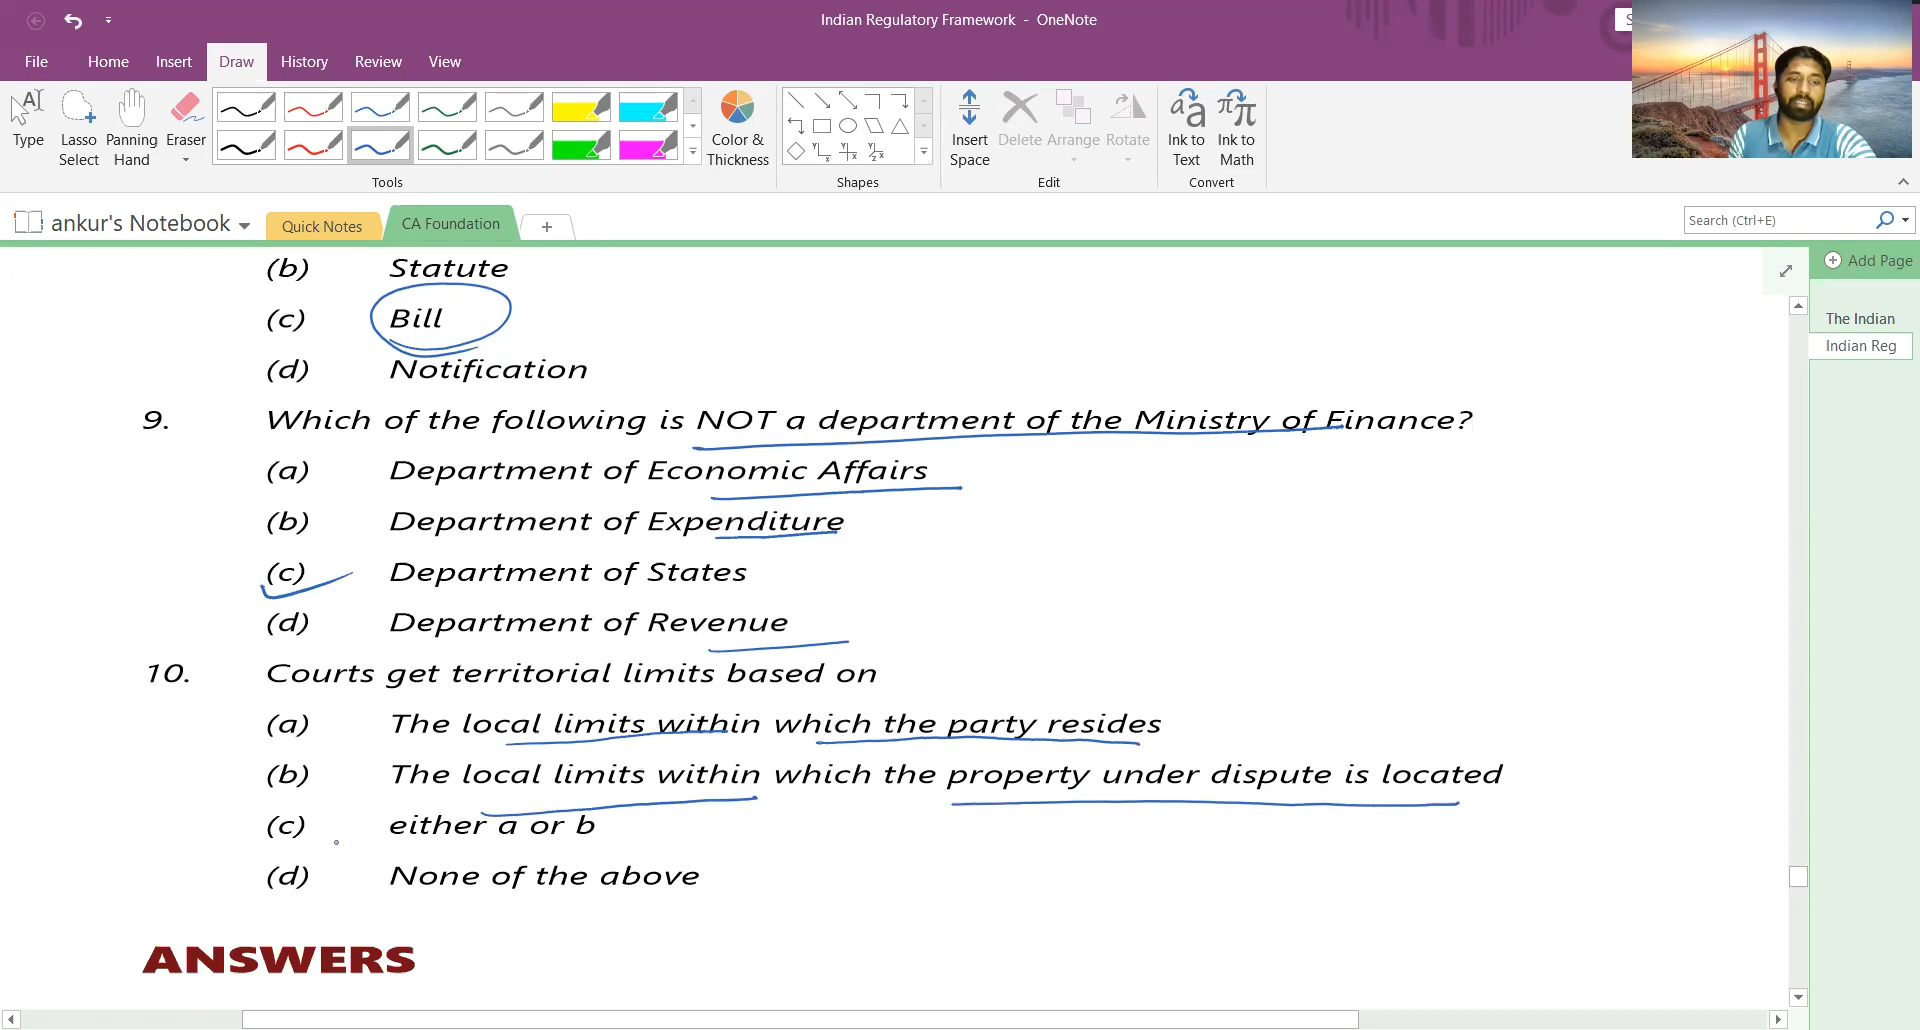 Indian Regulatory Framework - OneNote
File Home Insert Draw History Review View
Type
Lasso Select
Panning Hand
Eraser
Color & Thickness
Insert Space
Delete
Arrange
Rotate
Ink to Text
Ink to Math
Tools
Shapes
Edit
Convert
ankur's Notebook
Quick Notes
CA Foundation
Search (Ctrl+E)
Add Page
The Indian
Indian Reg
(b) Statute
(c) Bill
(d) Notification
9. Which of the following is NOT a department of the Ministry of Finance?
(a) Department of Economic Affairs
(b) Department of Expenditure
(c) Department of States
(d) Department of Revenue
10. Courts get territorial limits based on
(a) The local limits within which the party resides
(b) The local limits within which the property under dispute is located
(c) either a or b
(d) None of the above
ANSWERS